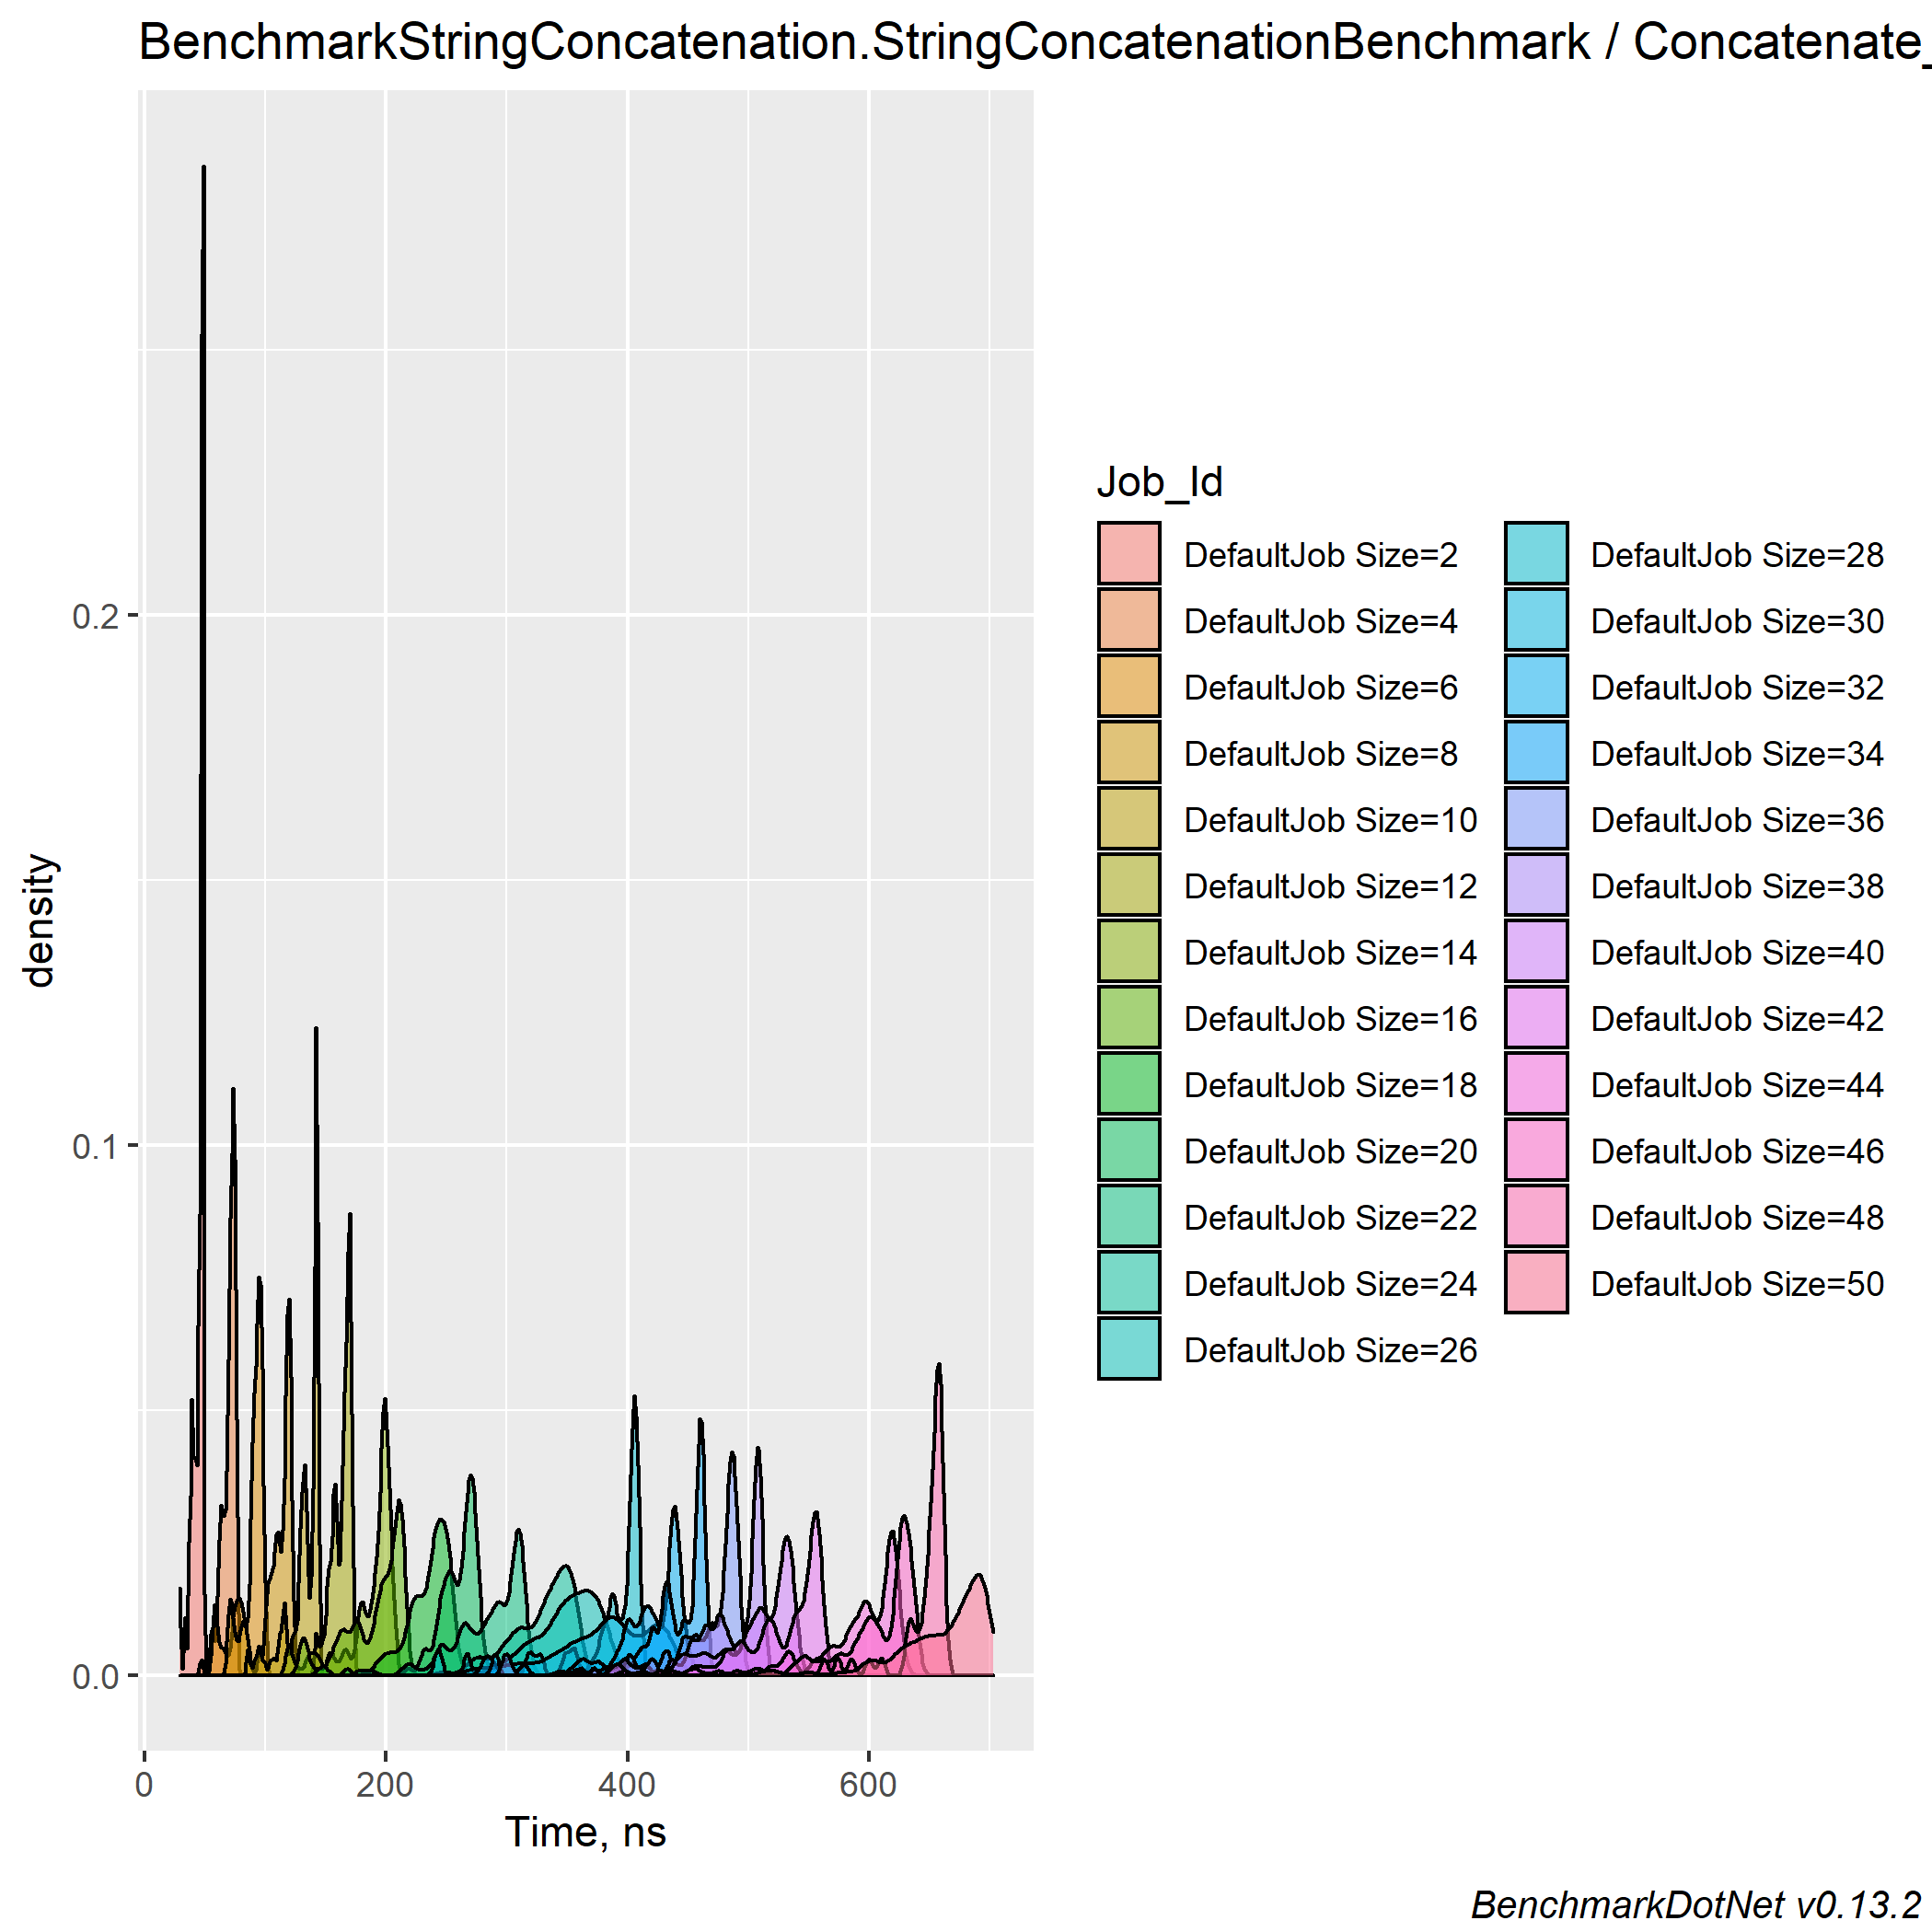 BenchmarkStringConcatenation.StringConcatenationBenchmark / Concatenate_
density
0.2
0.1
0.0
0
200
400
600
Time, ns
Job_Id
DefaultJob Size=2
DefaultJob Size=4
DefaultJob Size=6
DefaultJob Size=8
DefaultJob Size=10
DefaultJob Size=12
DefaultJob Size=14
DefaultJob Size=16
DefaultJob Size=18
DefaultJob Size=20
DefaultJob Size=22
DefaultJob Size=24
DefaultJob Size=26
DefaultJob Size=28
DefaultJob Size=30
DefaultJob Size=32
DefaultJob Size=34
DefaultJob Size=36
DefaultJob Size=38
DefaultJob Size=40
DefaultJob Size=42
DefaultJob Size=44
DefaultJob Size=46
DefaultJob Size=48
DefaultJob Size=50
BenchmarkDotNet v0.13.2